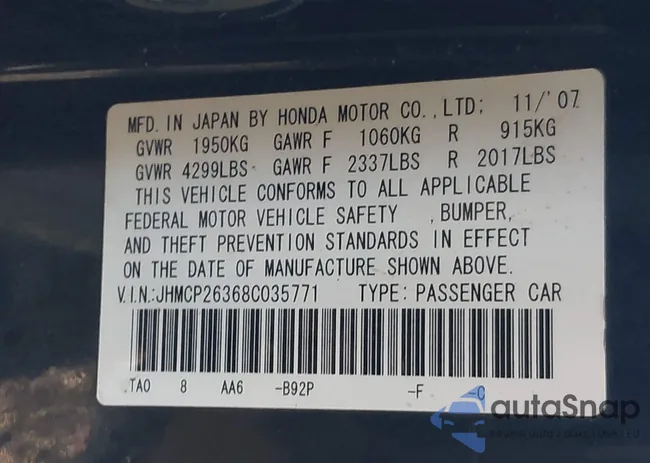 MFD. IN JAPAN BY HONDA MOTOR CO.,LTD; 11/'07
GVWR 1950KG GAWR F 1060KG R 915KG
GVWR 4299LBS GAWR F 2337LBS R 2017LBS
THIS VEHICLE CONFORMS TO ALL APPLICABLE
FEDERAL MOTOR VEHICLE SAFETY ,BUMPER,
AND THEFT PREVENTION STANDARDS IN EFFECT
ON THE DATE OF MANUFACTURE SHOWN ABOVE.
V.I.N:JHMCP26368C035771 TYPE: PASSENGER CAR
TA0 8 AA6 -B92P -F -C
autoSnap